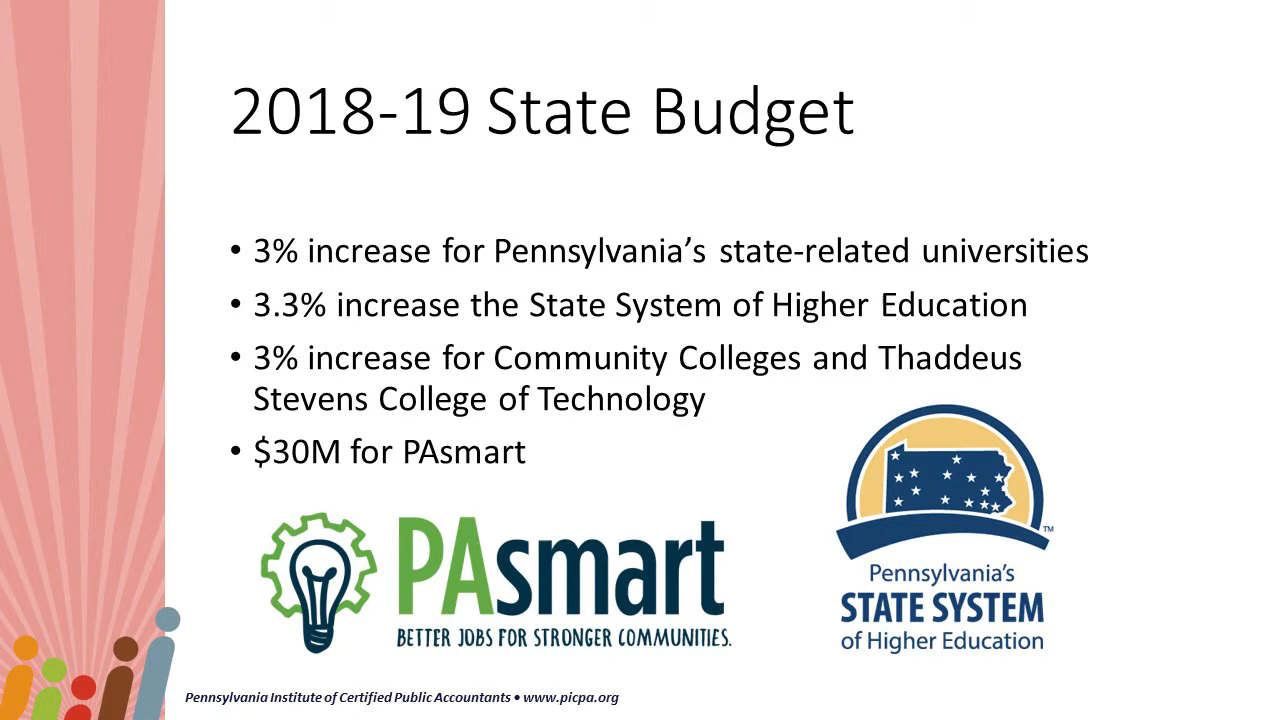 2018-19 State Budget
• 3% increase for Pennsylvania’s state-related universities
• 3.3% increase the State System of Higher Education
• 3% increase for Community Colleges and Thaddeus
Stevens College of Technology
• $30M for PAsmart
PAsmart
BETTER JOBS FOR STRONGER COMMUNITIES.
TM
Pennsylvania’s
STATE SYSTEM
of Higher Education
Pennsylvania Institute of Certified Public Accountants • www.picpa.org